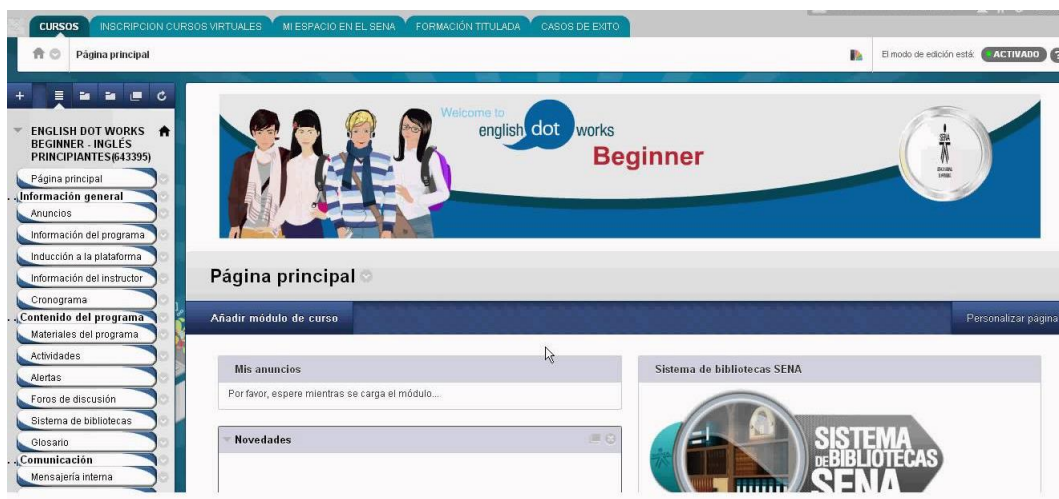 CURSOS
INSCRIPCION CURSOS VIRTUALES
MI ESPACIO EN EL SENA
FORMACIÓN TITULADA
CASOS DE EXITO
Página principal
El modo de edición está:
ACTIVADO
?
ENGLISH DOT WORKS
BEGINNER - INGLÉS
PRINCIPIANTES(643395)
Página principal
Información general
Anuncios
Información del programa
Inducción a la plataforma
Información del instructor
Cronograma
Contenido del programa
Materiales del programa
Actividades
Alertas
Foros de discusión
Sistema de bibliotecas
Glosario
Comunicación
Mensajería interna
Welcome to
english dot works
Beginner
SENA
Página principal
Añadir módulo de curso
Personalizar página
Mis anuncios
Por favor, espere mientras se carga el módulo...
Novedades
Sistema de bibliotecas SENA
SISTEMA
DE BIBLIOTECAS
SENA